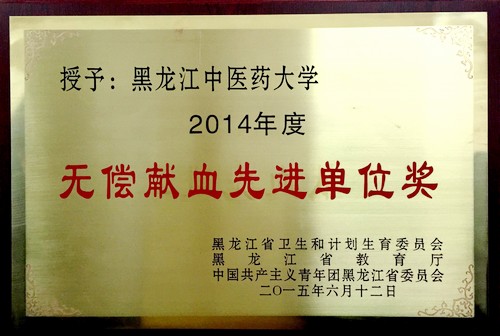 授予：黑龙江中医药大学
2014年度
无偿献血先进单位奖
黑龙江省卫生和计划生育委员会
黑龙江省教育厅
中国共产主义青年团黑龙江省委员会
二〇一五年六月十二日